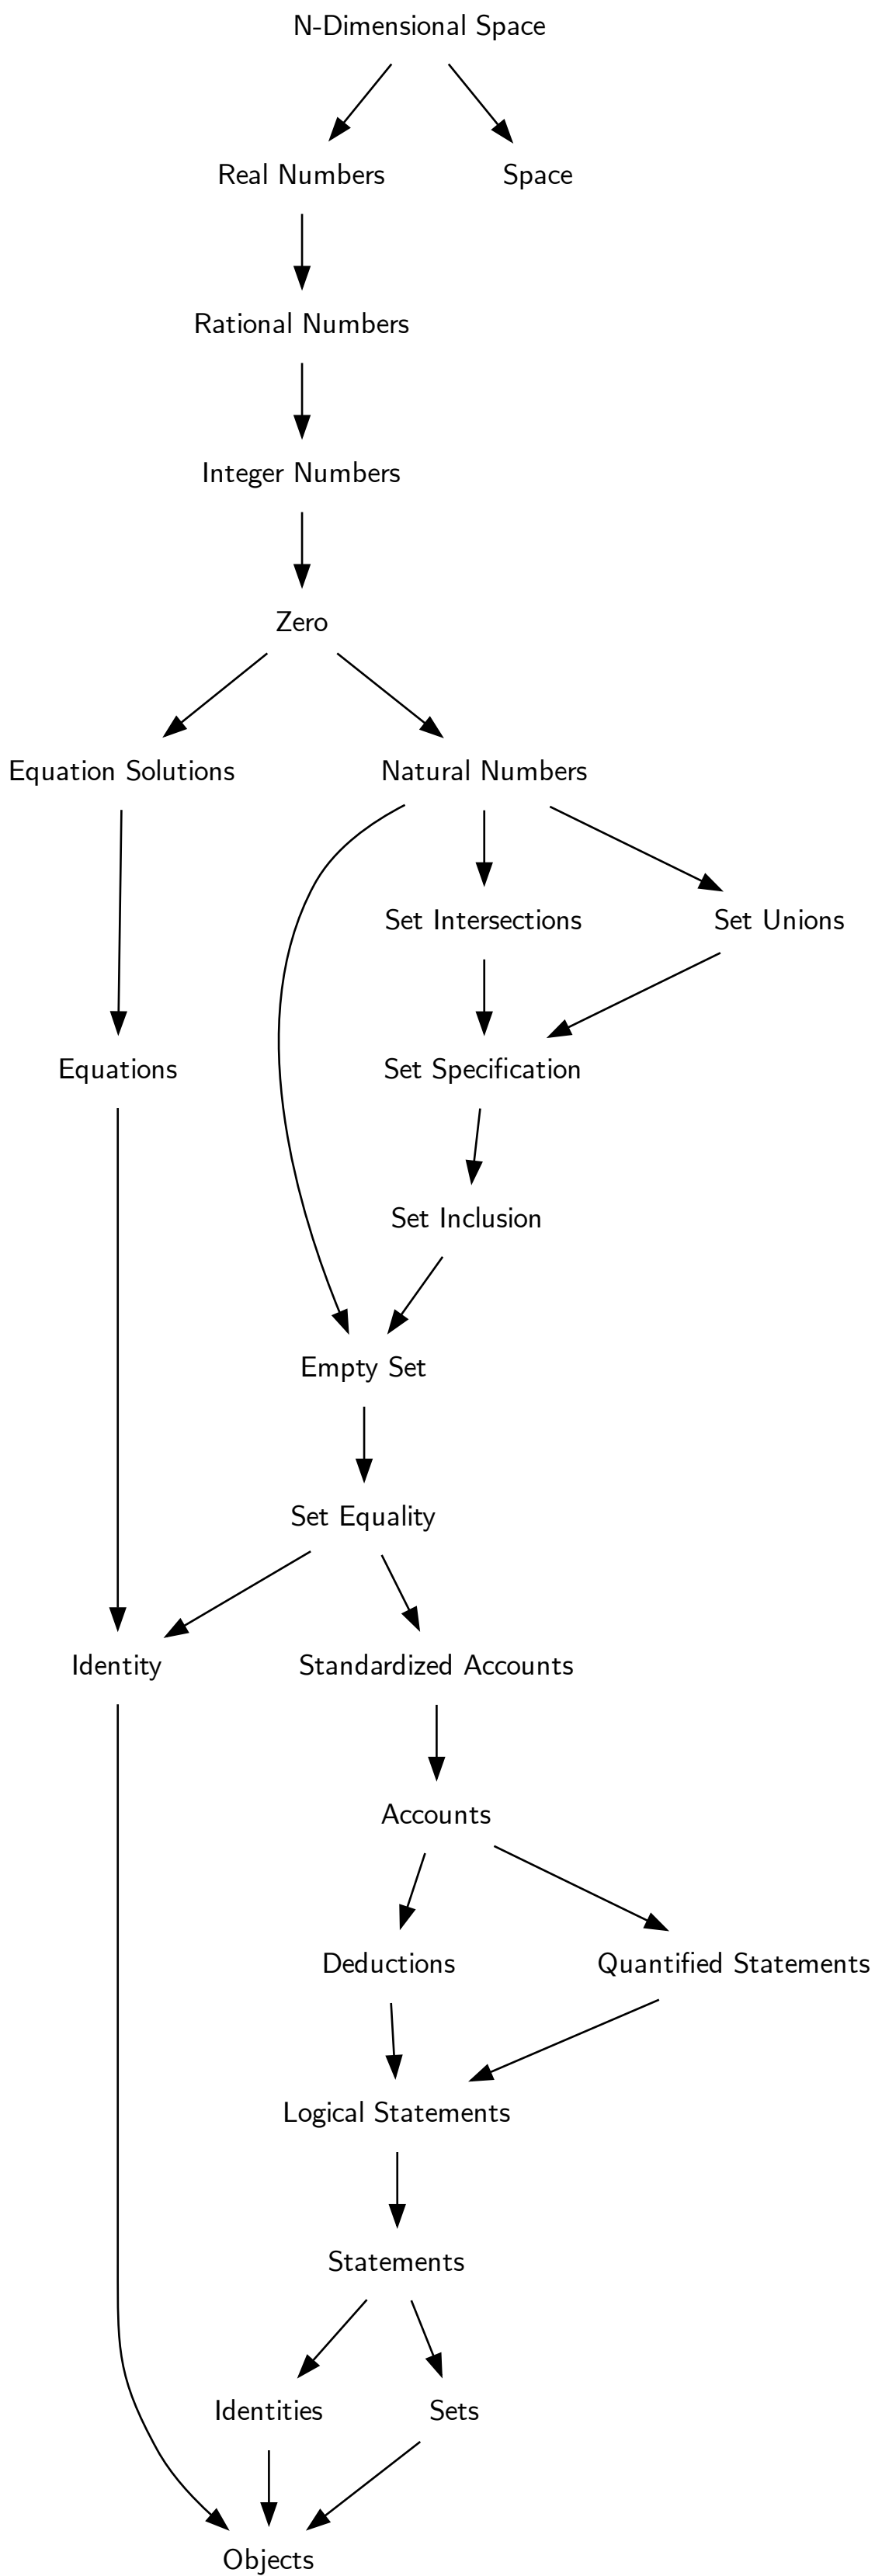 N-Dimensional Space
Real Numbers
Space
Rational Numbers
Integer Numbers
Zero
Equation Solutions
Natural Numbers
Set Intersections
Set Unions
Equations
Set Specification
Set Inclusion
Empty Set
Set Equality
Identity
Standardized Accounts
Accounts
Deductions
Quantified Statements
Logical Statements
Statements
Identities
Sets
Objects